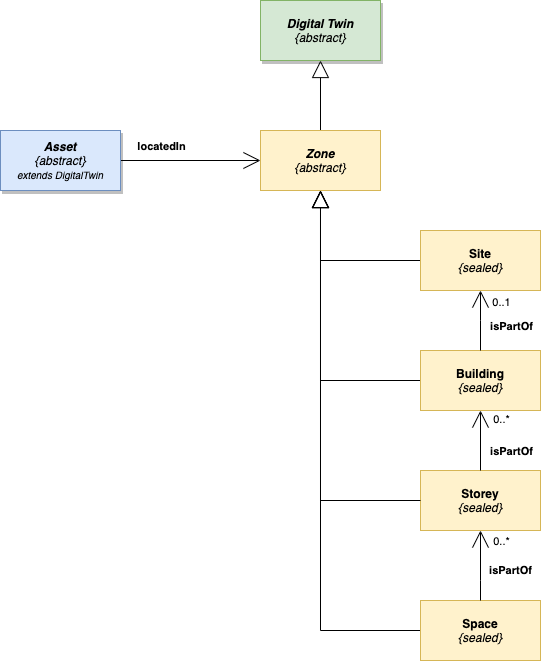 Digital Twin
{abstract}
Asset
{abstract}
extends DigitalTwin
locatedIn
Zone
{abstract}
Site
{sealed}
0..1
isPartOf
Building
{sealed}
0..*
isPartOf
Storey
{sealed}
0..*
isPartOf
Space
{sealed}